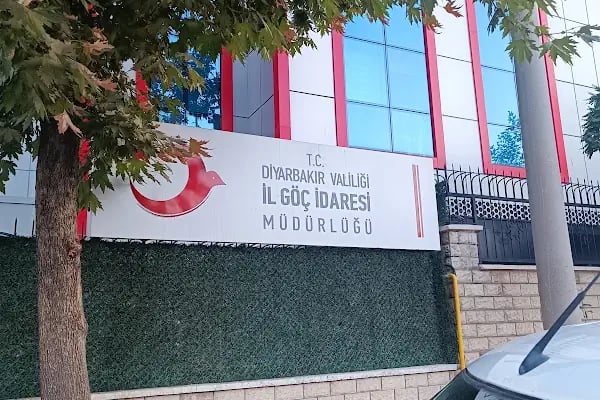 T.C.
DİYARBAKIR VALİLİĞİ
İL GÖÇ İDARESİ
MÜDÜRLÜĞÜ